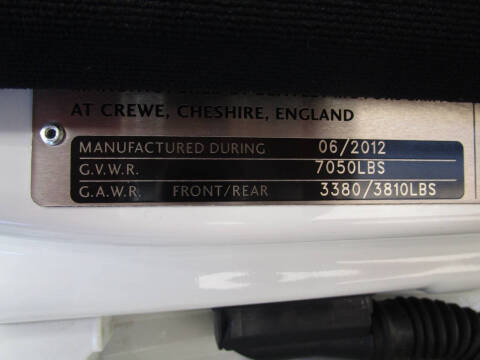 AT CREWE, CHESHIRE, ENGLAND
MANUFACTURED DURING 06/2012
G.V.W.R. 7050LBS
G.A.W.R. FRONT/REAR 3380/3810LBS